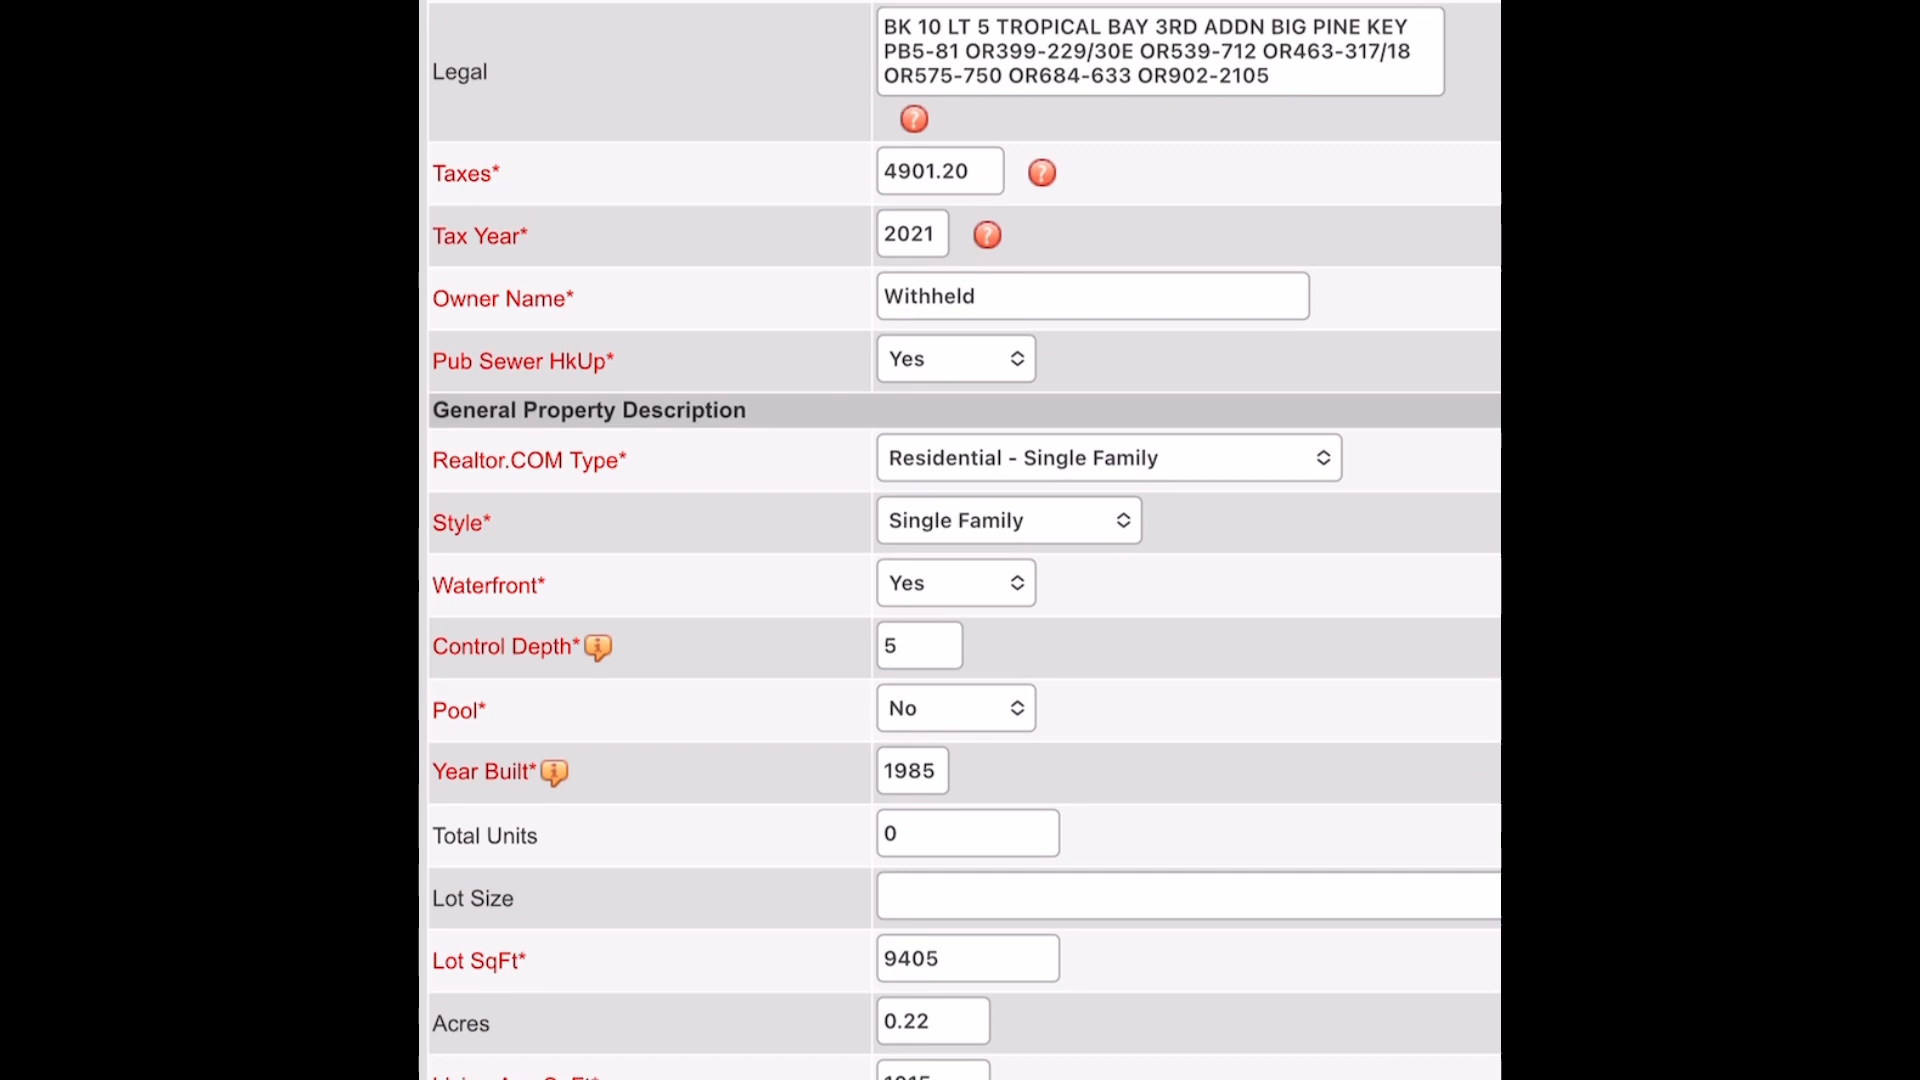 Legal
BK 10 LT 5 TROPICAL BAY 3RD ADDN BIG PINE KEY
PB5-81 OR399-229/30E OR539-712 OR463-317/18
OR575-750 OR684-633 OR902-2105
Taxes* 4901.20
Tax Year* 2021
Owner Name* Withheld
Pub Sewer HkUp* Yes
General Property Description
Realtor.COM Type* Residential - Single Family
Style* Single Family
Waterfront* Yes
Control Depth* 5
Pool* No
Year Built* 1985
Total Units 0
Lot Size
Lot SqFt* 9405
Acres 0.22